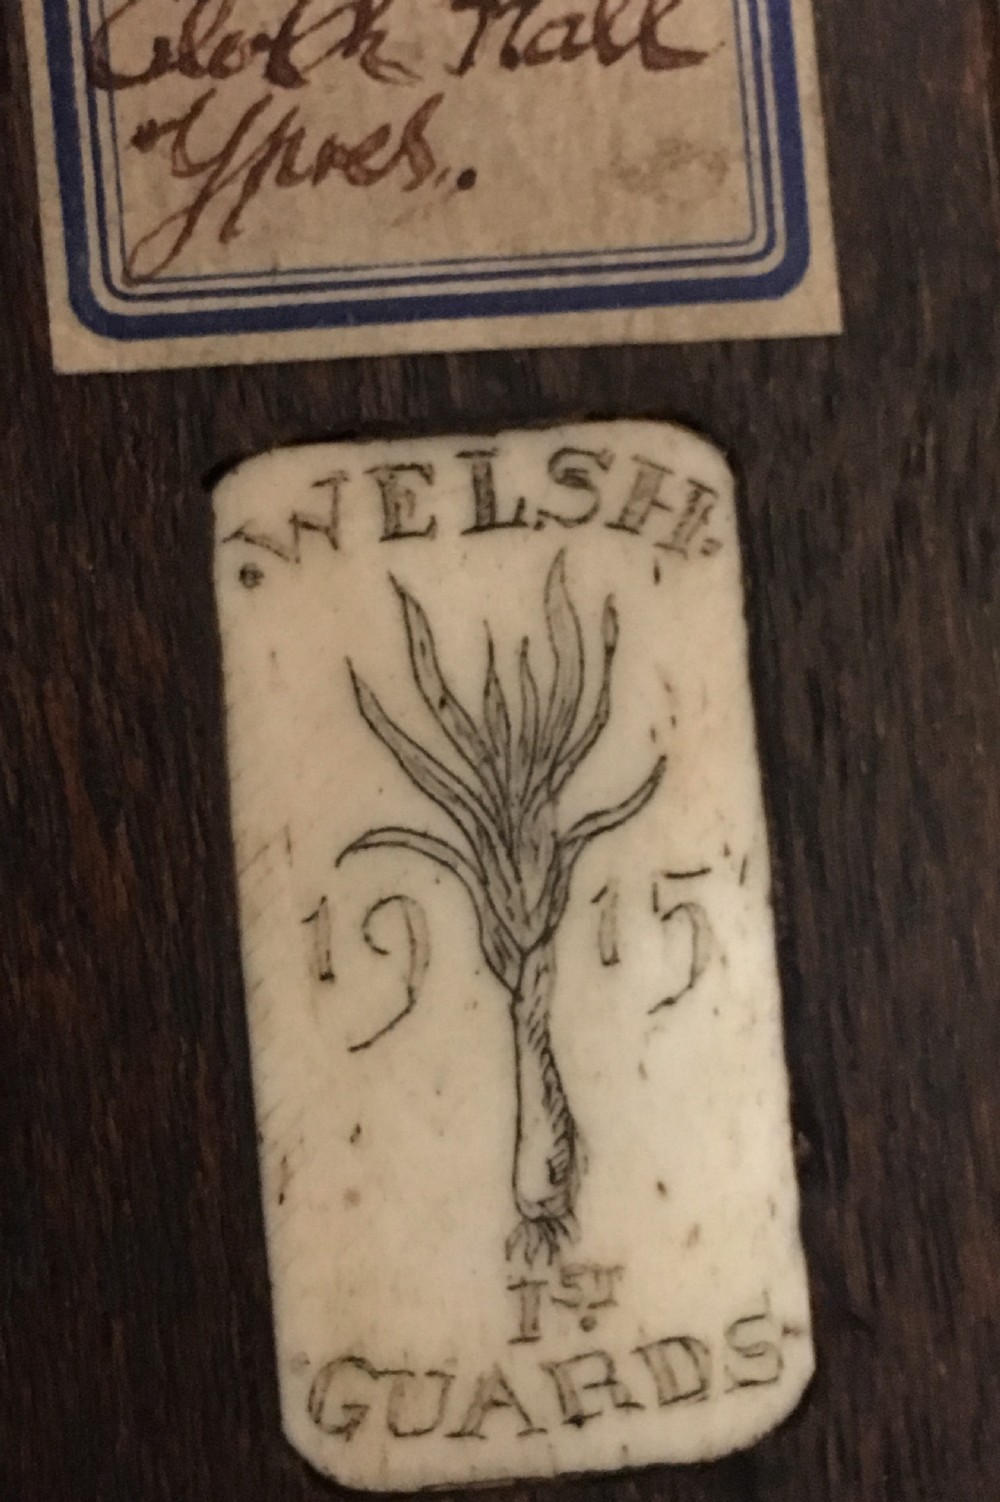 Cloth Hall
Ypres..
.WELSH.
19 15
1ST
GUARDS